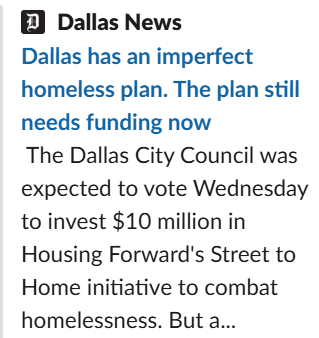 Dallas News
Dallas has an imperfect
homeless plan. The plan still
needs funding now
The Dallas City Council was
expected to vote Wednesday
to invest $10 million in
Housing Forward's Street to
Home initiative to combat
homelessness. But a...